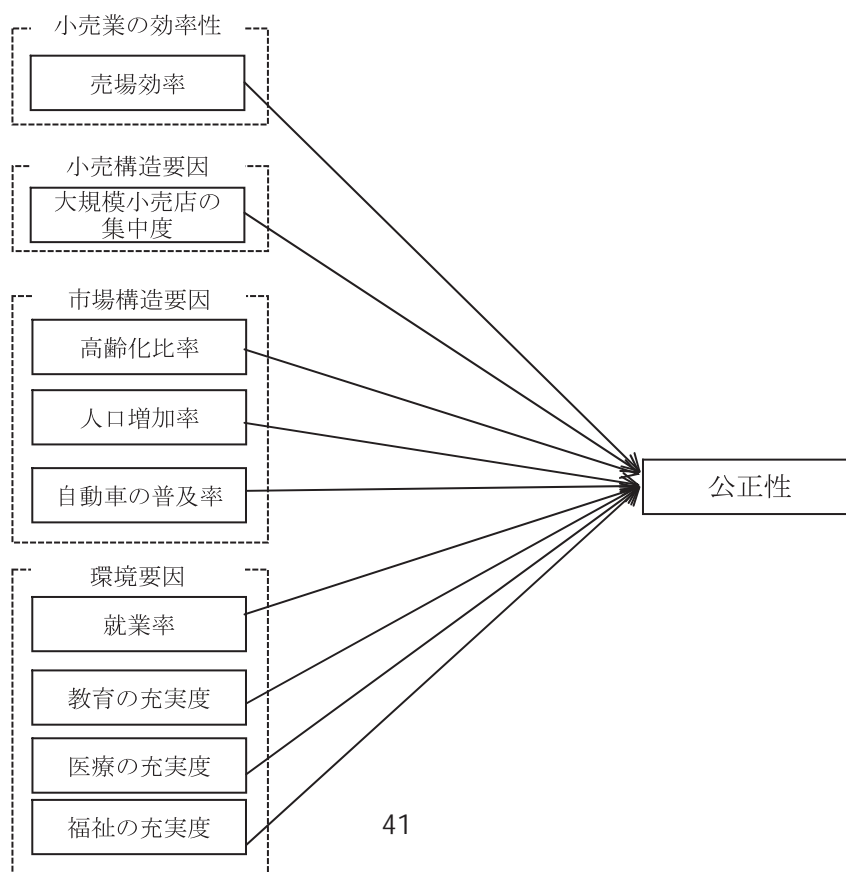 小売業の効率性
売場効率
小売構造要因
大規模小売店の
集中度
市場構造要因
高齢化比率
人口増加率
自動車の普及率
公正性
環境要因
就業率
教育の充実度
医療の充実度
福祉の充実度
41